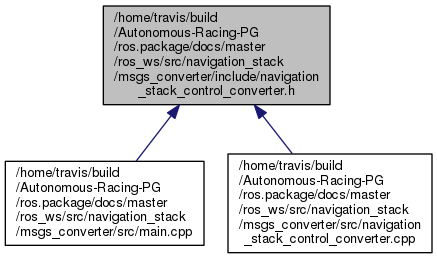 /home/travis/build
/Autonomous-Racing-PG
/ros.package/docs/master
/ros_ws/src/navigation_stack
/msgs_converter/include/navigation
_stack_control_converter.h
/home/travis/build
/Autonomous-Racing-PG
/ros.package/docs/master
/ros_ws/src/navigation_stack
/msgs_converter/src/main.cpp
/home/travis/build
/Autonomous-Racing-PG
/ros.package/docs/master
/ros_ws/src/navigation_stack
/msgs_converter/src/navigation
_stack_control_converter.cpp